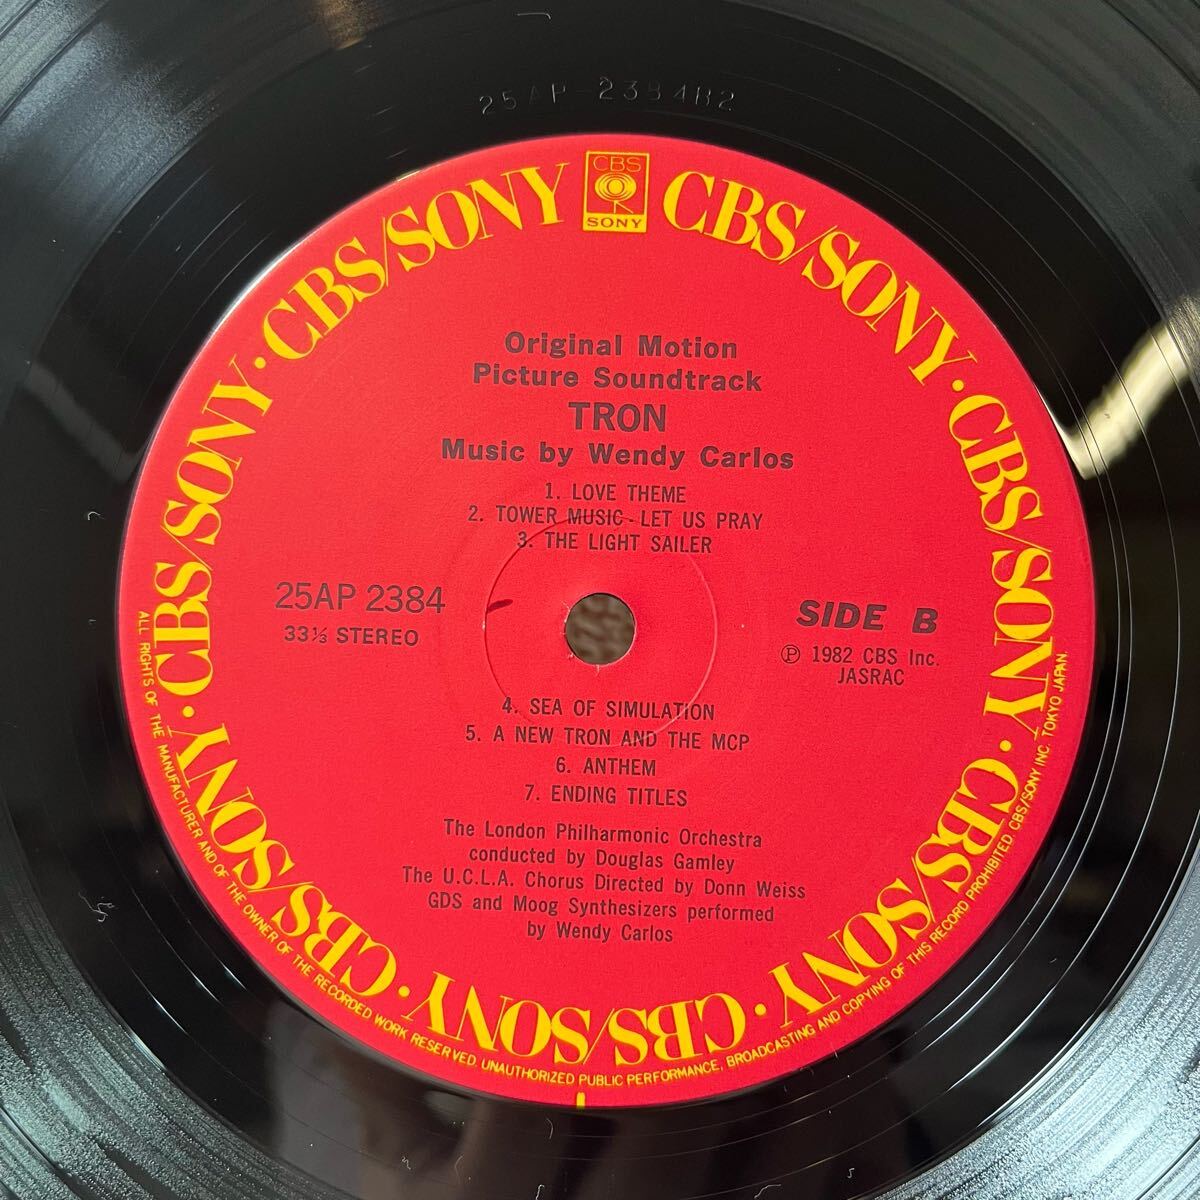 25AP-2384B2
CBS
SONY
CBS/SONY · CBS/SONY · CBS/SONY · CBS/SONY · CBS/SONY · CBS/SONY · CBS/SONY · CBS/SONY
Original Motion
Picture Soundtrack
TRON
Music by Wendy Carlos
1. LOVE THEME
2. TOWER MUSIC - LET US PRAY
3. THE LIGHT SAILER
25AP 2384
33⅓ STEREO
SIDE B
Ⓟ 1982 CBS Inc.
JASRAC
4. SEA OF SIMULATION
5. A NEW TRON AND THE MCP
6. ANTHEM
7. ENDING TITLES
The London Philharmonic Orchestra
conducted by Douglas Gamley
The U.C.L.A. Chorus Directed by Donn Weiss
GDS and Moog Synthesizers performed
by Wendy Carlos
ALL RIGHTS OF THE MANUFACTURER AND OF THE OWNER OF THE RECORDED WORK RESERVED. UNAUTHORIZED PUBLIC PERFORMANCE, BROADCASTING AND COPYING OF THIS RECORD PROHIBITED. CBS/SONY INC. TOKYO JAPAN.